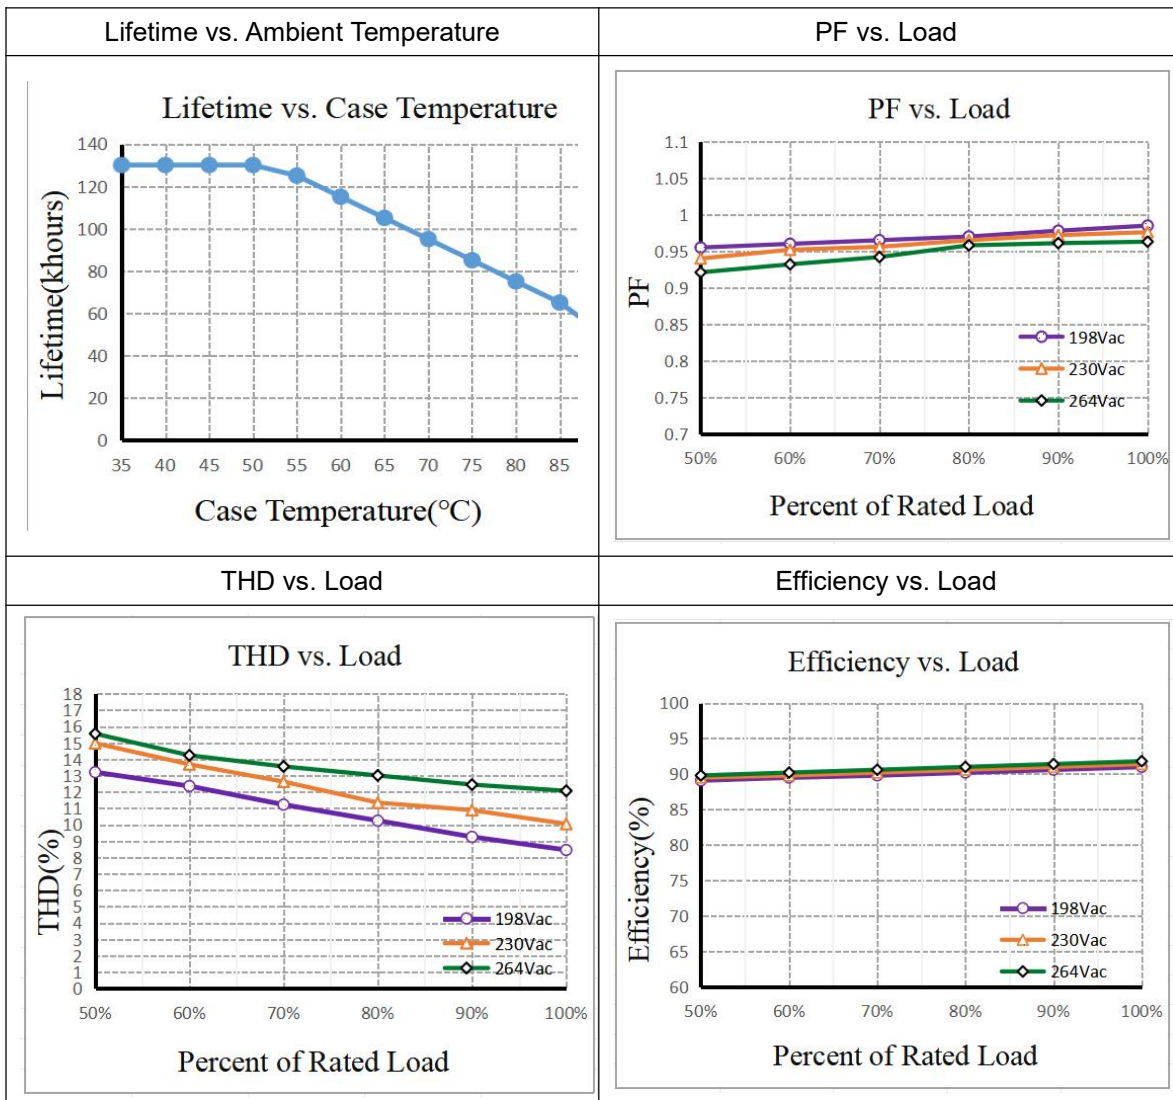 Lifetime vs. Ambient Temperature
PF vs. Load
Lifetime vs. Case Temperature
140
120
100
80
60
40
20
0
Lifetime(khours)
35 40 45 50 55 60 65 70 75 80 85
Case Temperature(°C)
PF vs. Load
1.1
1.05
1
0.95
0.9
0.85
0.8
0.75
0.7
PF
198Vac
230Vac
264Vac
50% 60% 70% 80% 90% 100%
Percent of Rated Load
THD vs. Load
Efficiency vs. Load
THD vs. Load
18
17
16
15
14
13
12
11
10
9
8
7
6
5
4
3
2
1
0
THD(%)
198Vac
230Vac
264Vac
50% 60% 70% 80% 90% 100%
Percent of Rated Load
Efficiency vs. Load
100
95
90
85
80
75
70
65
60
Efficiency(%)
198Vac
230Vac
264Vac
50% 60% 70% 80% 90% 100%
Percent of Rated Load